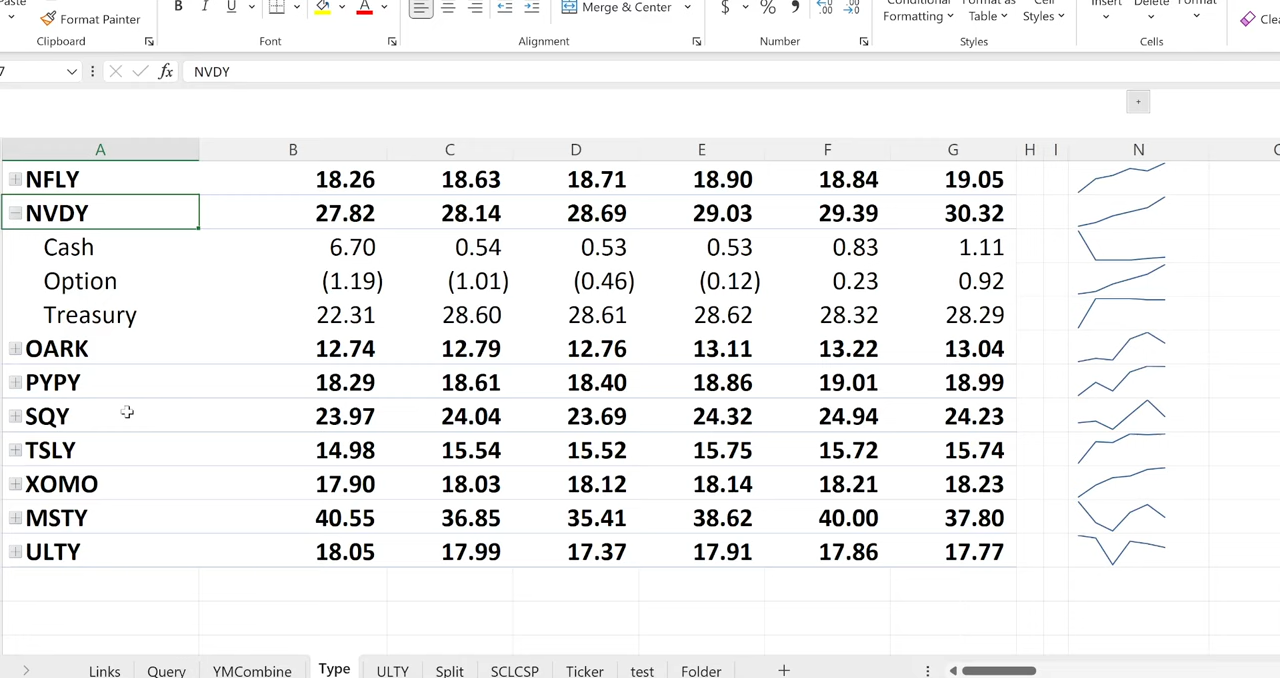 Format Painter
B I U
Merge & Center
$ % 9
Conditional Formatting
Format as Table
Cell Styles
Insert Delete Format
Clipboard Font Alignment Number Styles Cells
7 fx NVDY
+
A B C D E F G H I N
NFLY 18.26 18.63 18.71 18.90 18.84 19.05
NVDY 27.82 28.14 28.69 29.03 29.39 30.32
Cash 6.70 0.54 0.53 0.53 0.83 1.11
Option (1.19) (1.01) (0.46) (0.12) 0.23 0.92
Treasury 22.31 28.60 28.61 28.62 28.32 28.29
OARK 12.74 12.79 12.76 13.11 13.22 13.04
PYPY 18.29 18.61 18.40 18.86 19.01 18.99
SQY 23.97 24.04 23.69 24.32 24.94 24.23
TSLY 14.98 15.54 15.52 15.75 15.72 15.74
XOMO 17.90 18.03 18.12 18.14 18.21 18.23
MSTY 40.55 36.85 35.41 38.62 40.00 37.80
ULTY 18.05 17.99 17.37 17.91 17.86 17.77
Links Query YMCombine Type ULTY Split SCLCSP Ticker test Folder +